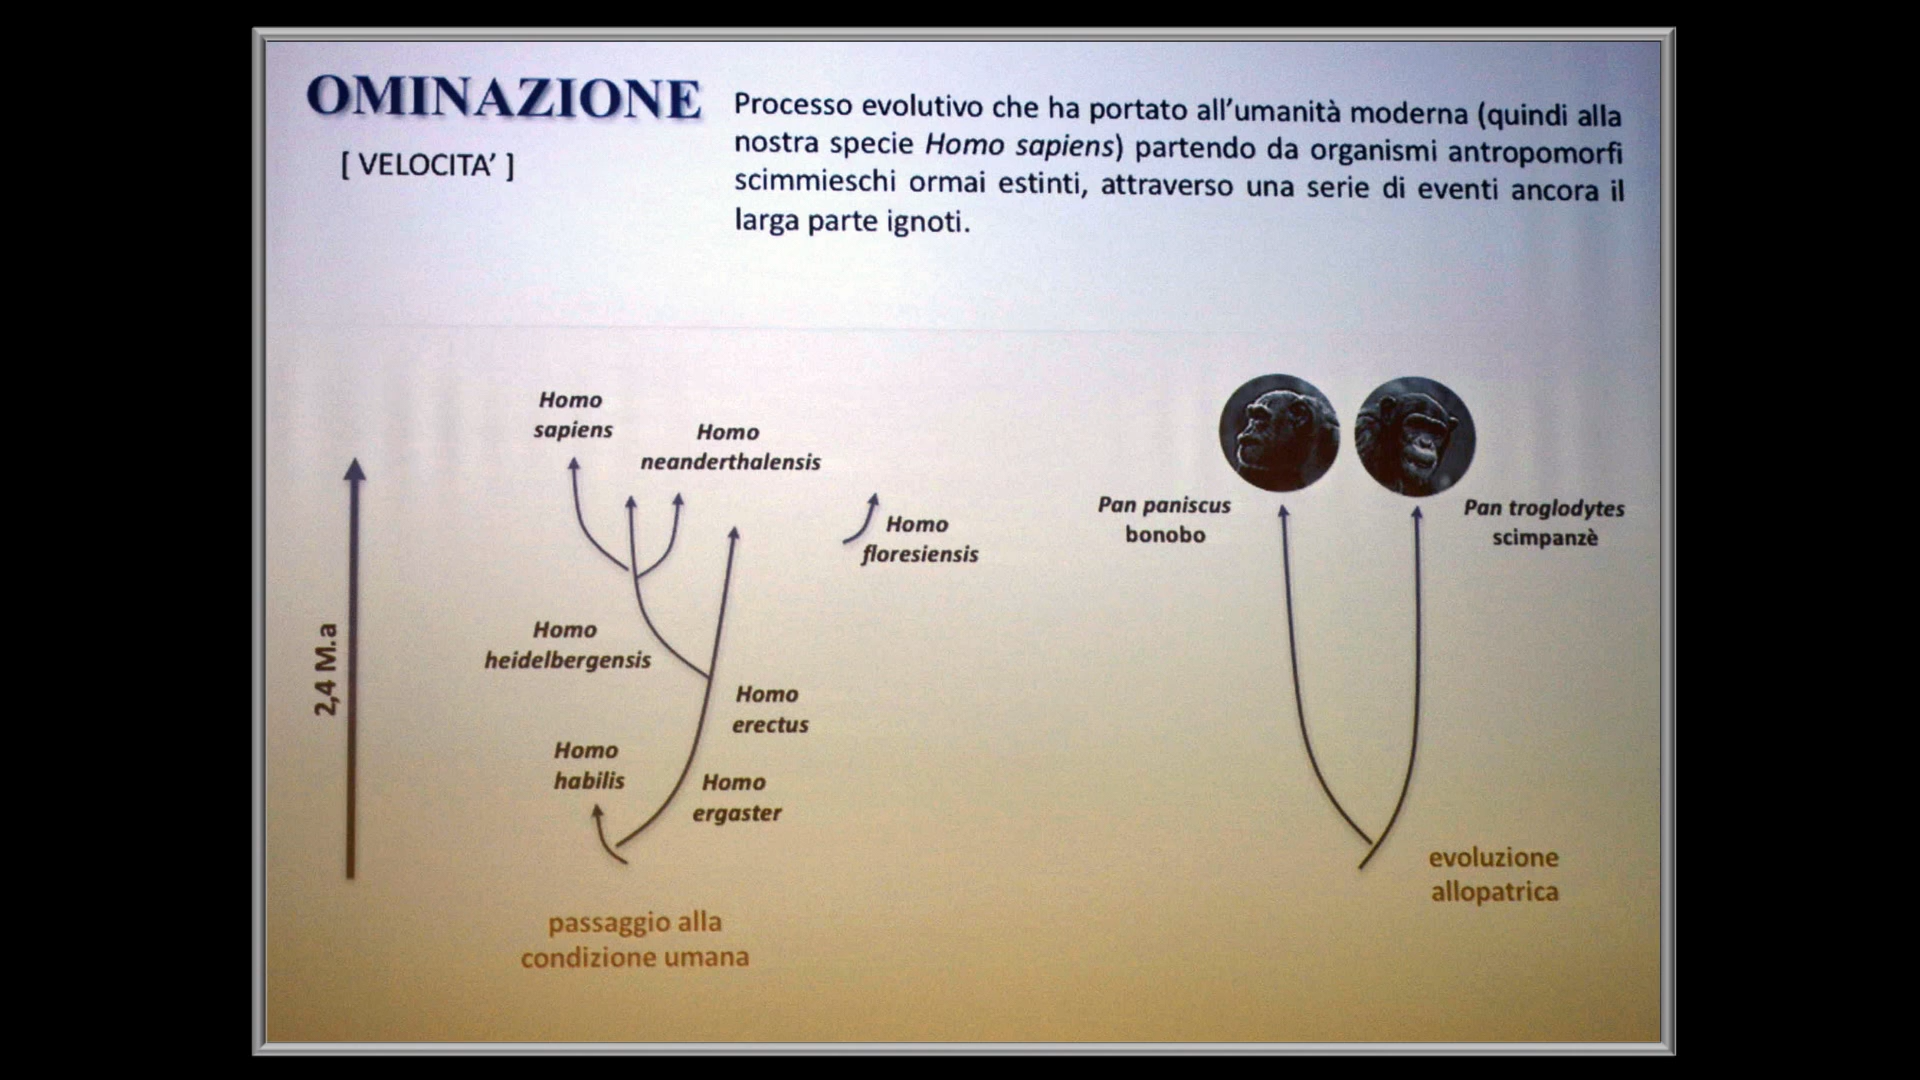 OMINAZIONE
[ VELOCITA’ ]
Processo evolutivo che ha portato all’umanità moderna (quindi alla
nostra specie Homo sapiens) partendo da organismi antropomorfi
scimmieschi ormai estinti, attraverso una serie di eventi ancora il
larga parte ignoti.
Homo
sapiens
Homo
neanderthalensis
Homo
floresiensis
Homo
heidelbergensis
Homo
erectus
Homo
habilis
Homo
ergaster
2,4 M.a
passaggio alla
condizione umana
Pan paniscus
bonobo
Pan troglodytes
scimpanzè
evoluzione
allopatrica